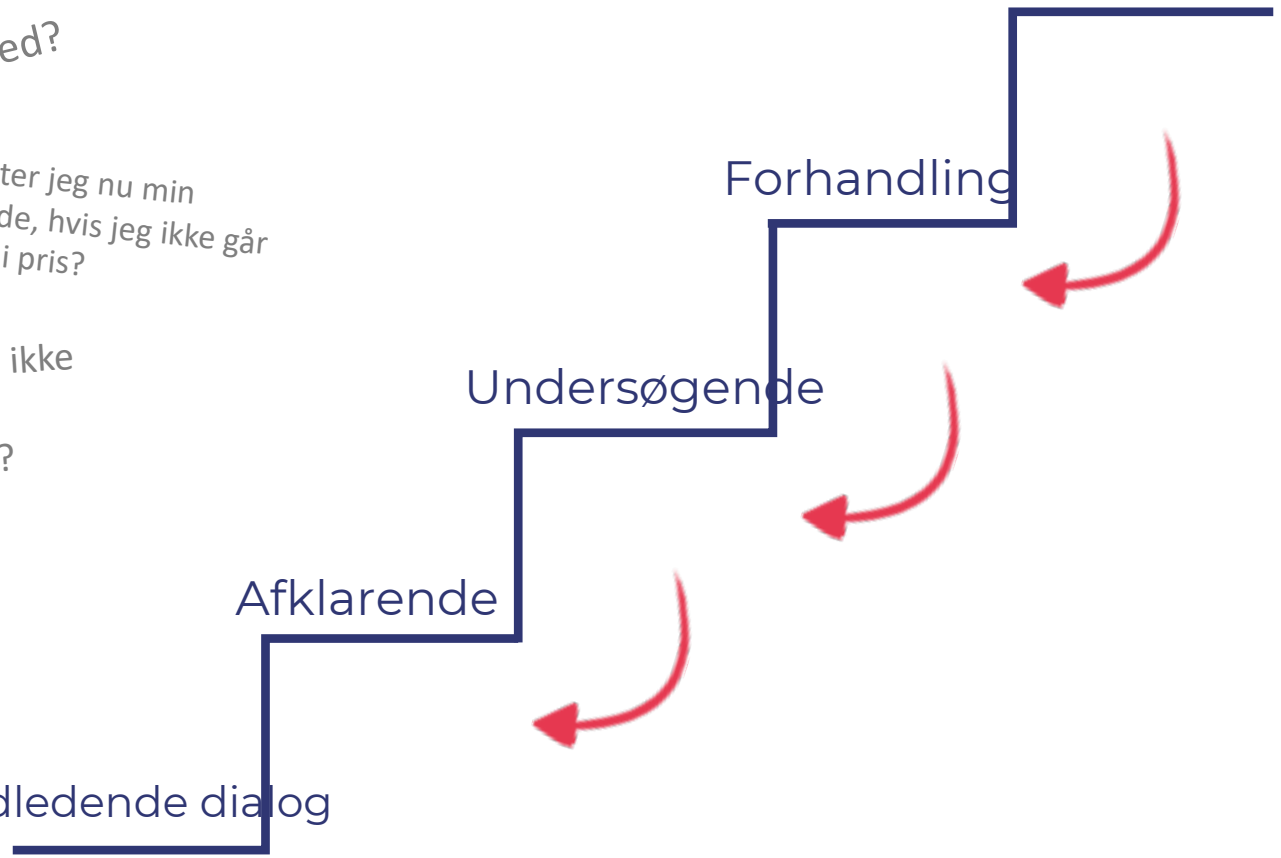 ed?
ter jeg nu min
de, hvis jeg ikke går
i pris?
ikke
?
Forhandling
Undersøgende
Afklarende
dledende dialog